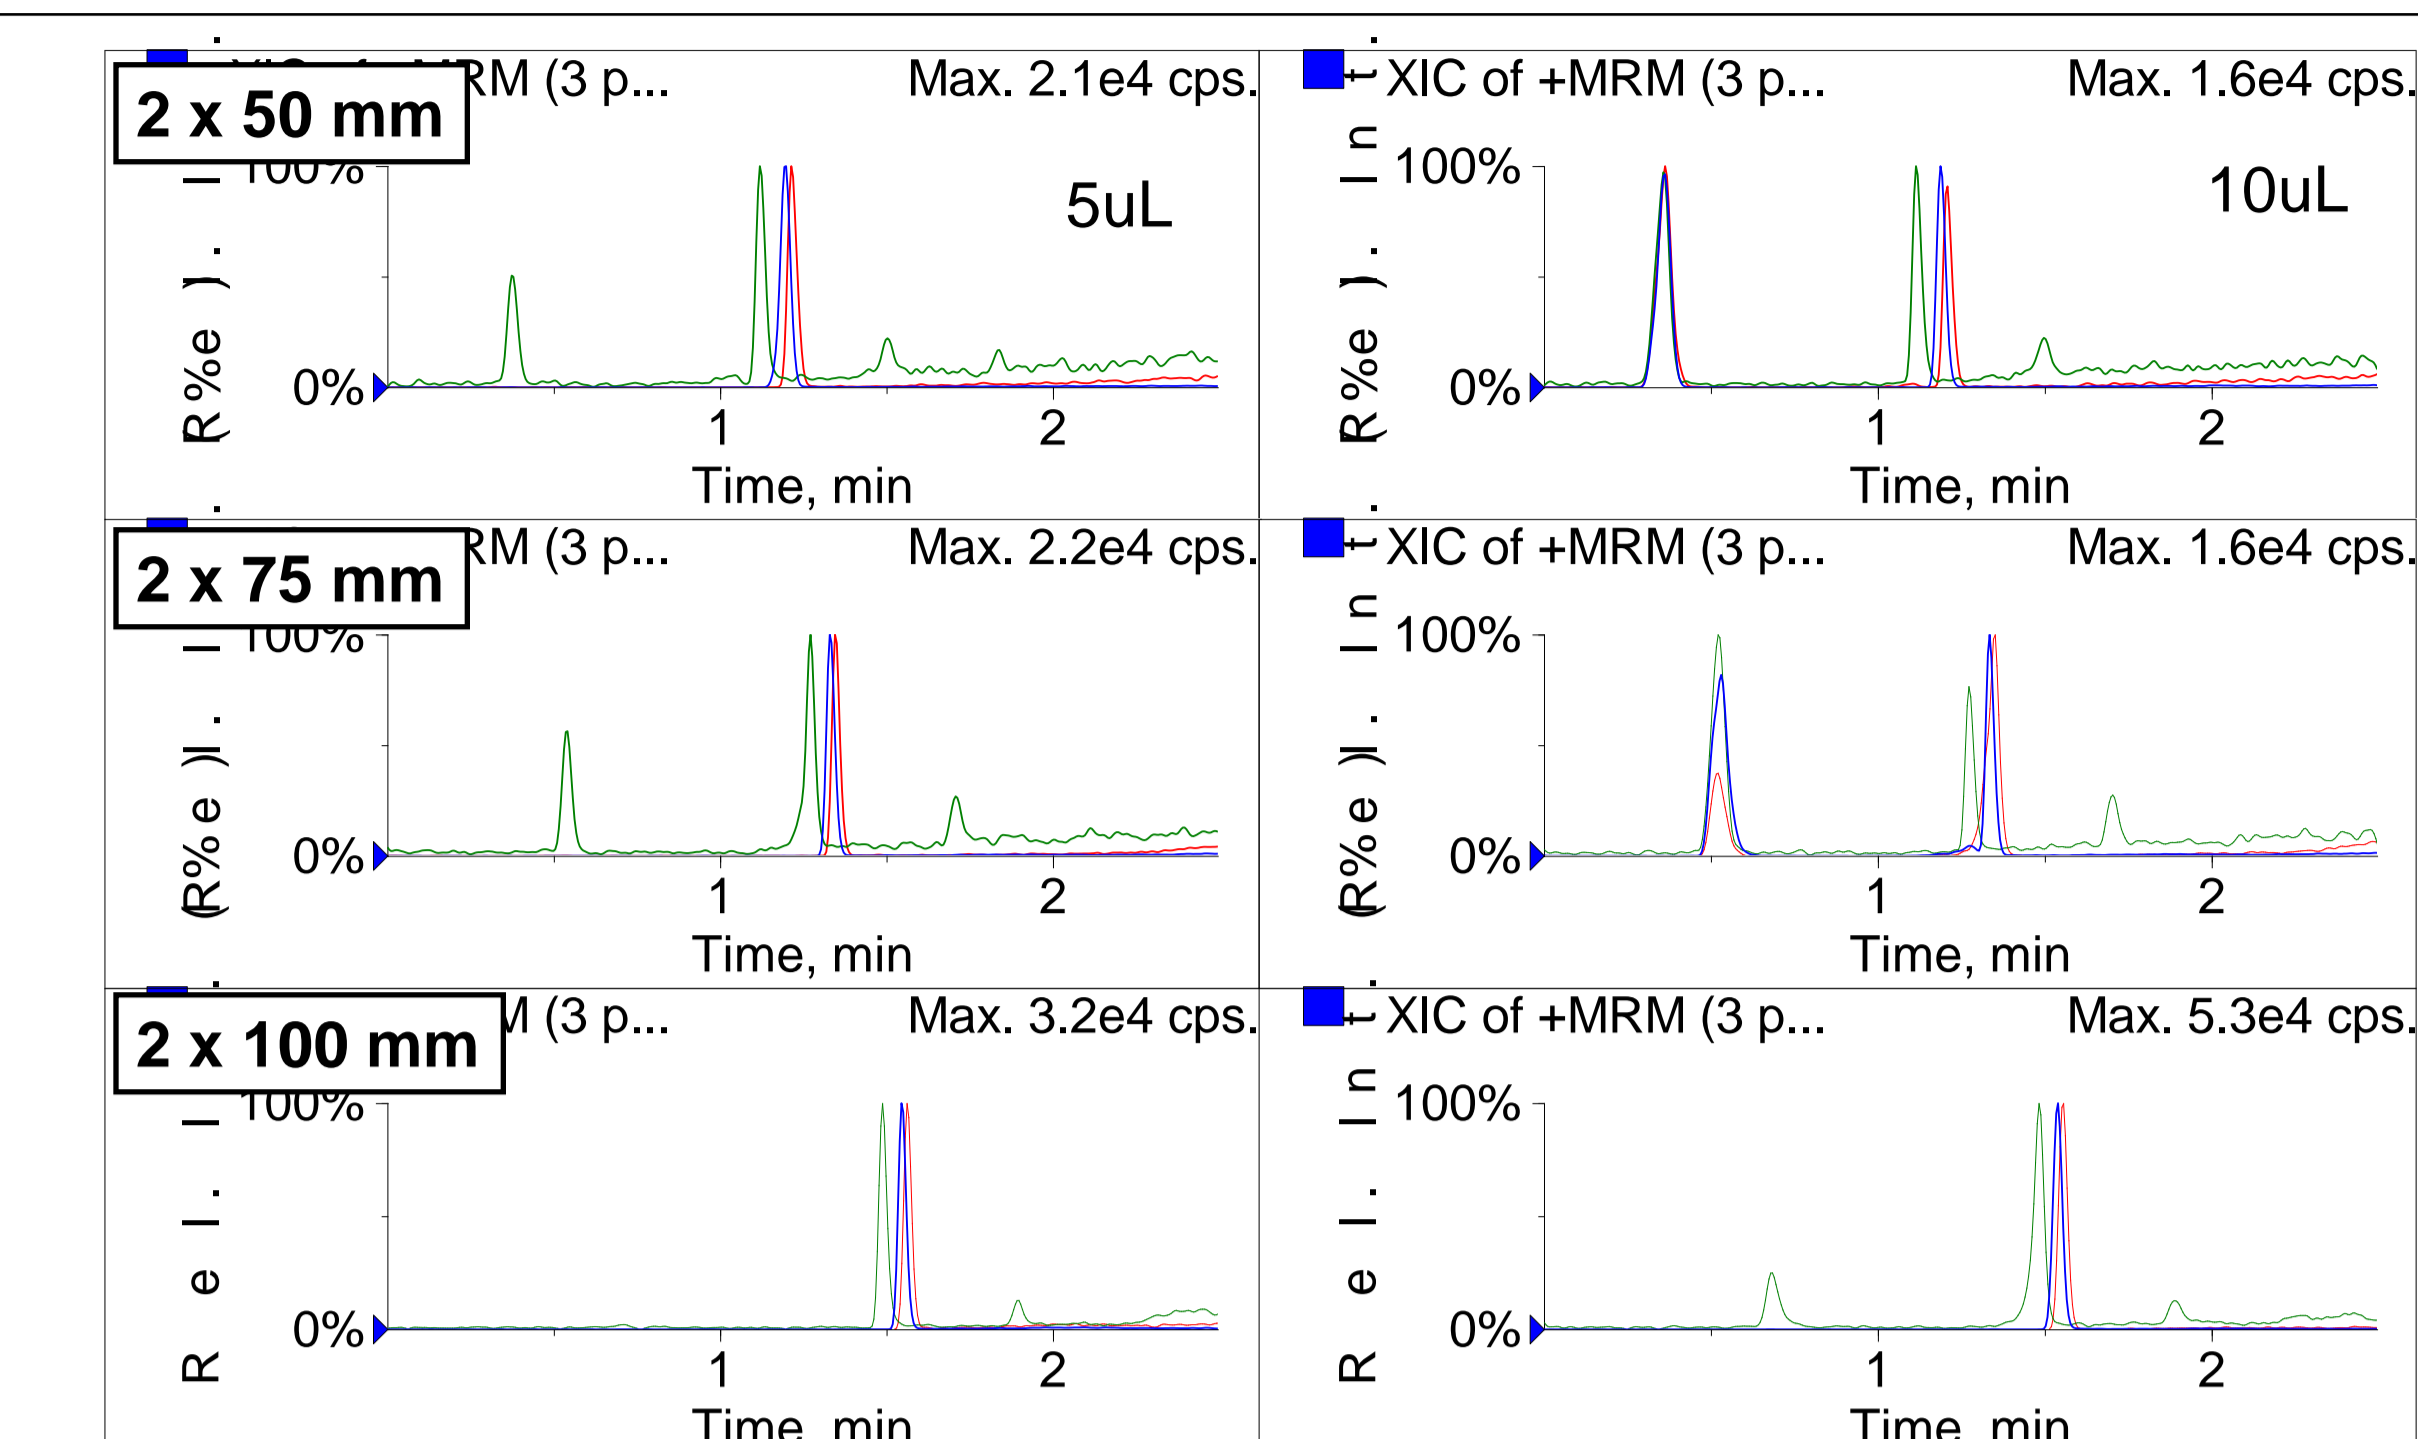 RM (3 p... Max. 2.1e4 cps.
2 x 50 mm
100%
5uL
0%
1 2
Time, min
XIC of +MRM (3 p... Max. 1.6e4 cps.
100%
10uL
0%
1 2
Time, min
RM (3 p... Max. 2.2e4 cps.
2 x 75 mm
100%
0%
1 2
Time, min
XIC of +MRM (3 p... Max. 1.6e4 cps.
100%
0%
1 2
Time, min
M (3 p... Max. 3.2e4 cps.
2 x 100 mm
100%
0%
1 2
Time, min
XIC of +MRM (3 p... Max. 5.3e4 cps.
100%
0%
1 2
Time, min